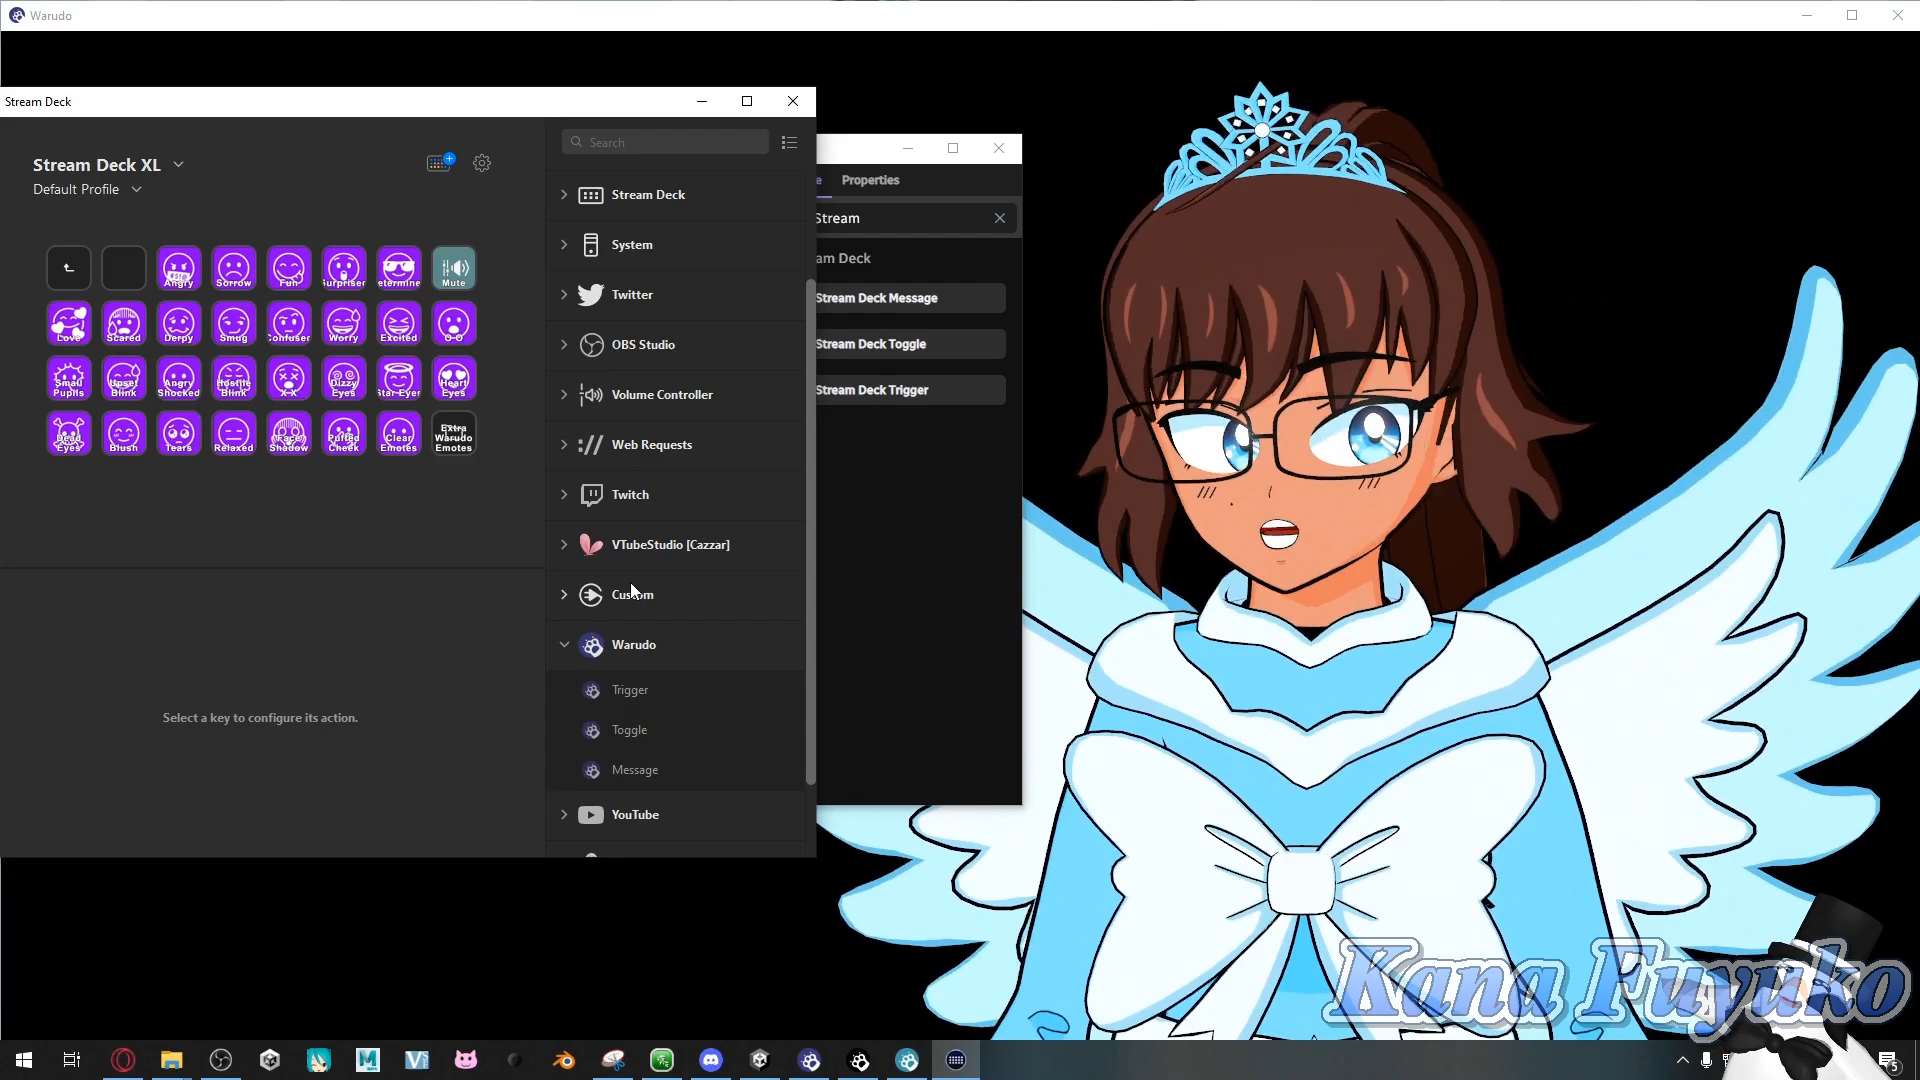 Warudo
Stream Deck
Stream Deck XL
Default Profile
Angry
Sorrow
Fun
Mute
Love
Scared
Derpy
Smug
Worry
Excited
O-O
Small Pupils
Upset Blink
Angry Shocked
Hostile Blink
X-X
Dizzy Eyes
Star Eyes
Heart Eyes
Dead Eyes
Blush
Tears
Relaxed
Face Shadow
Puffed Cheek
Clear Emotes
Extra Warudo Emotes
Select a key to configure its action.
Search
Stream Deck
System
Twitter
OBS Studio
Volume Controller
Web Requests
Twitch
VTubeStudio [Cazzar]
Custom
Warudo
Trigger
Toggle
Message
YouTube
Properties
Stream
am Deck
Stream Deck Message
Stream Deck Toggle
Stream Deck Trigger
Kana Fuyuko
5